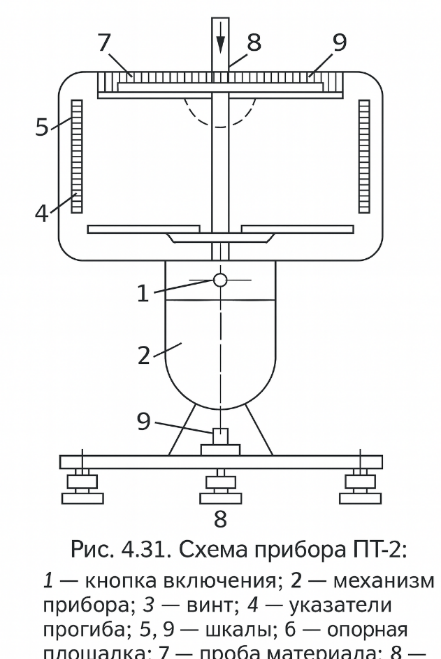 7
8
9
5
4
1
2
9
8
Рис. 4.31. Схема прибора ПТ-2:
1 — кнопка включения; 2 — механизм
прибора; 3 — винт; 4 — указатели
прогиба; 5, 9 — шкалы; 6 — опорная
площадка; 7 — проба материала; 8 —